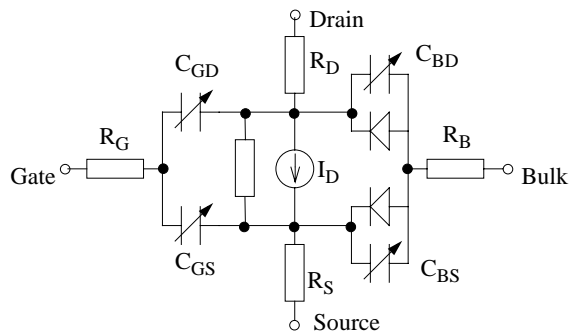 Drain
C_GD
R_D
C_BD
R_G
R_B
Gate
I_D
Bulk
C_GS
R_S
C_BS
Source